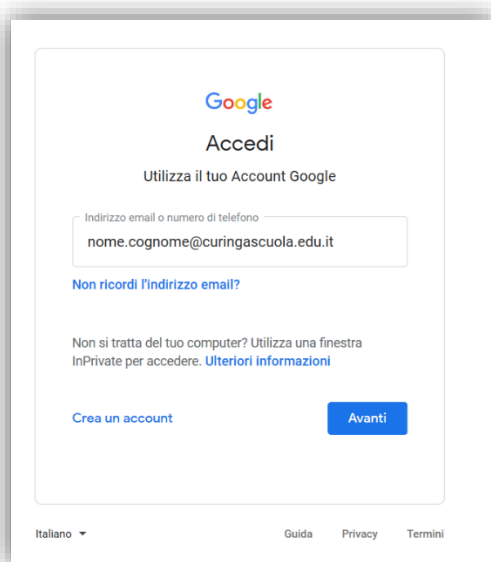 Google
Accedi
Utilizza il tuo Account Google
Indirizzo email o numero di telefono
nome.cognome@curingascuola.edu.it
Non ricordi l'indirizzo email?
Non si tratta del tuo computer? Utilizza una finestra
InPrivate per accedere. Ulteriori informazioni
Crea un account
Avanti
Italiano
Guida
Privacy
Termini